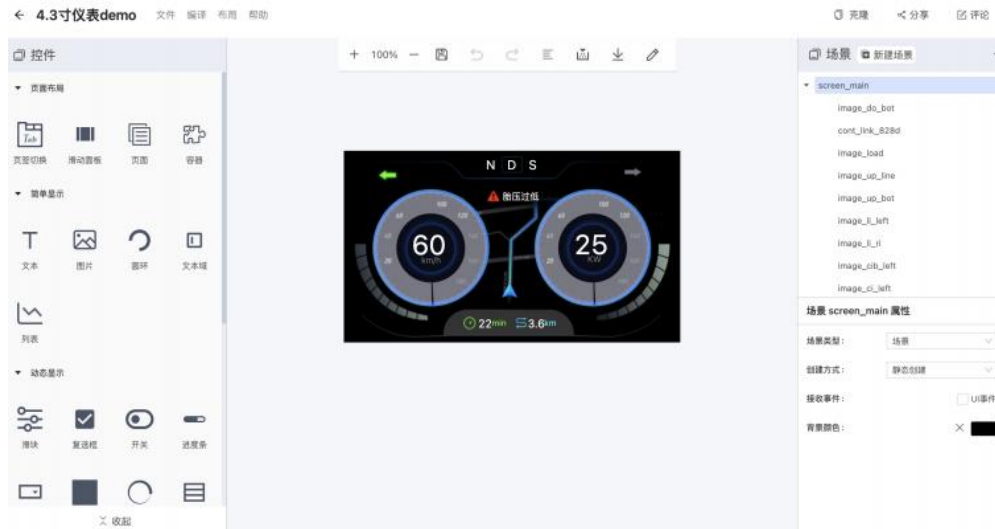 ← 4.3寸仪表demo 文件 编译 布局 帮助
克隆 分享 评论
控件
+ 100% −
场景 新建场景
页面布局
screen_main
image_do_bot
Tab
cont_link_828d
页签切换 滑动面板 页面 容器
image_load
N D S
image_up_line
简单显示
胎压过低
image_up_bot
image_li_left
60 25
km/h KW
image_li_ri
文本 图片 圆环 文本域
image_cib_left
image_ci_left
22min 3.6km
场景 screen_main 属性
列表
场景类型: 场景
动态显示
创建方式: 静态创建
接收事件: UI事件
滑块 复选框 开关 进度条
背景颜色:
收起